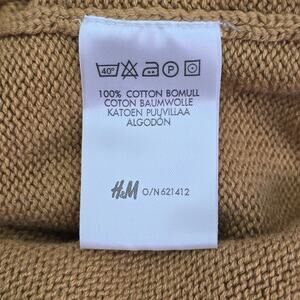 40°
P
100% COTTON BOMULL
COTON BAUMWOLLE
KATOEN PUUVILLAA
ALGODÓN
H&M O/N 621412